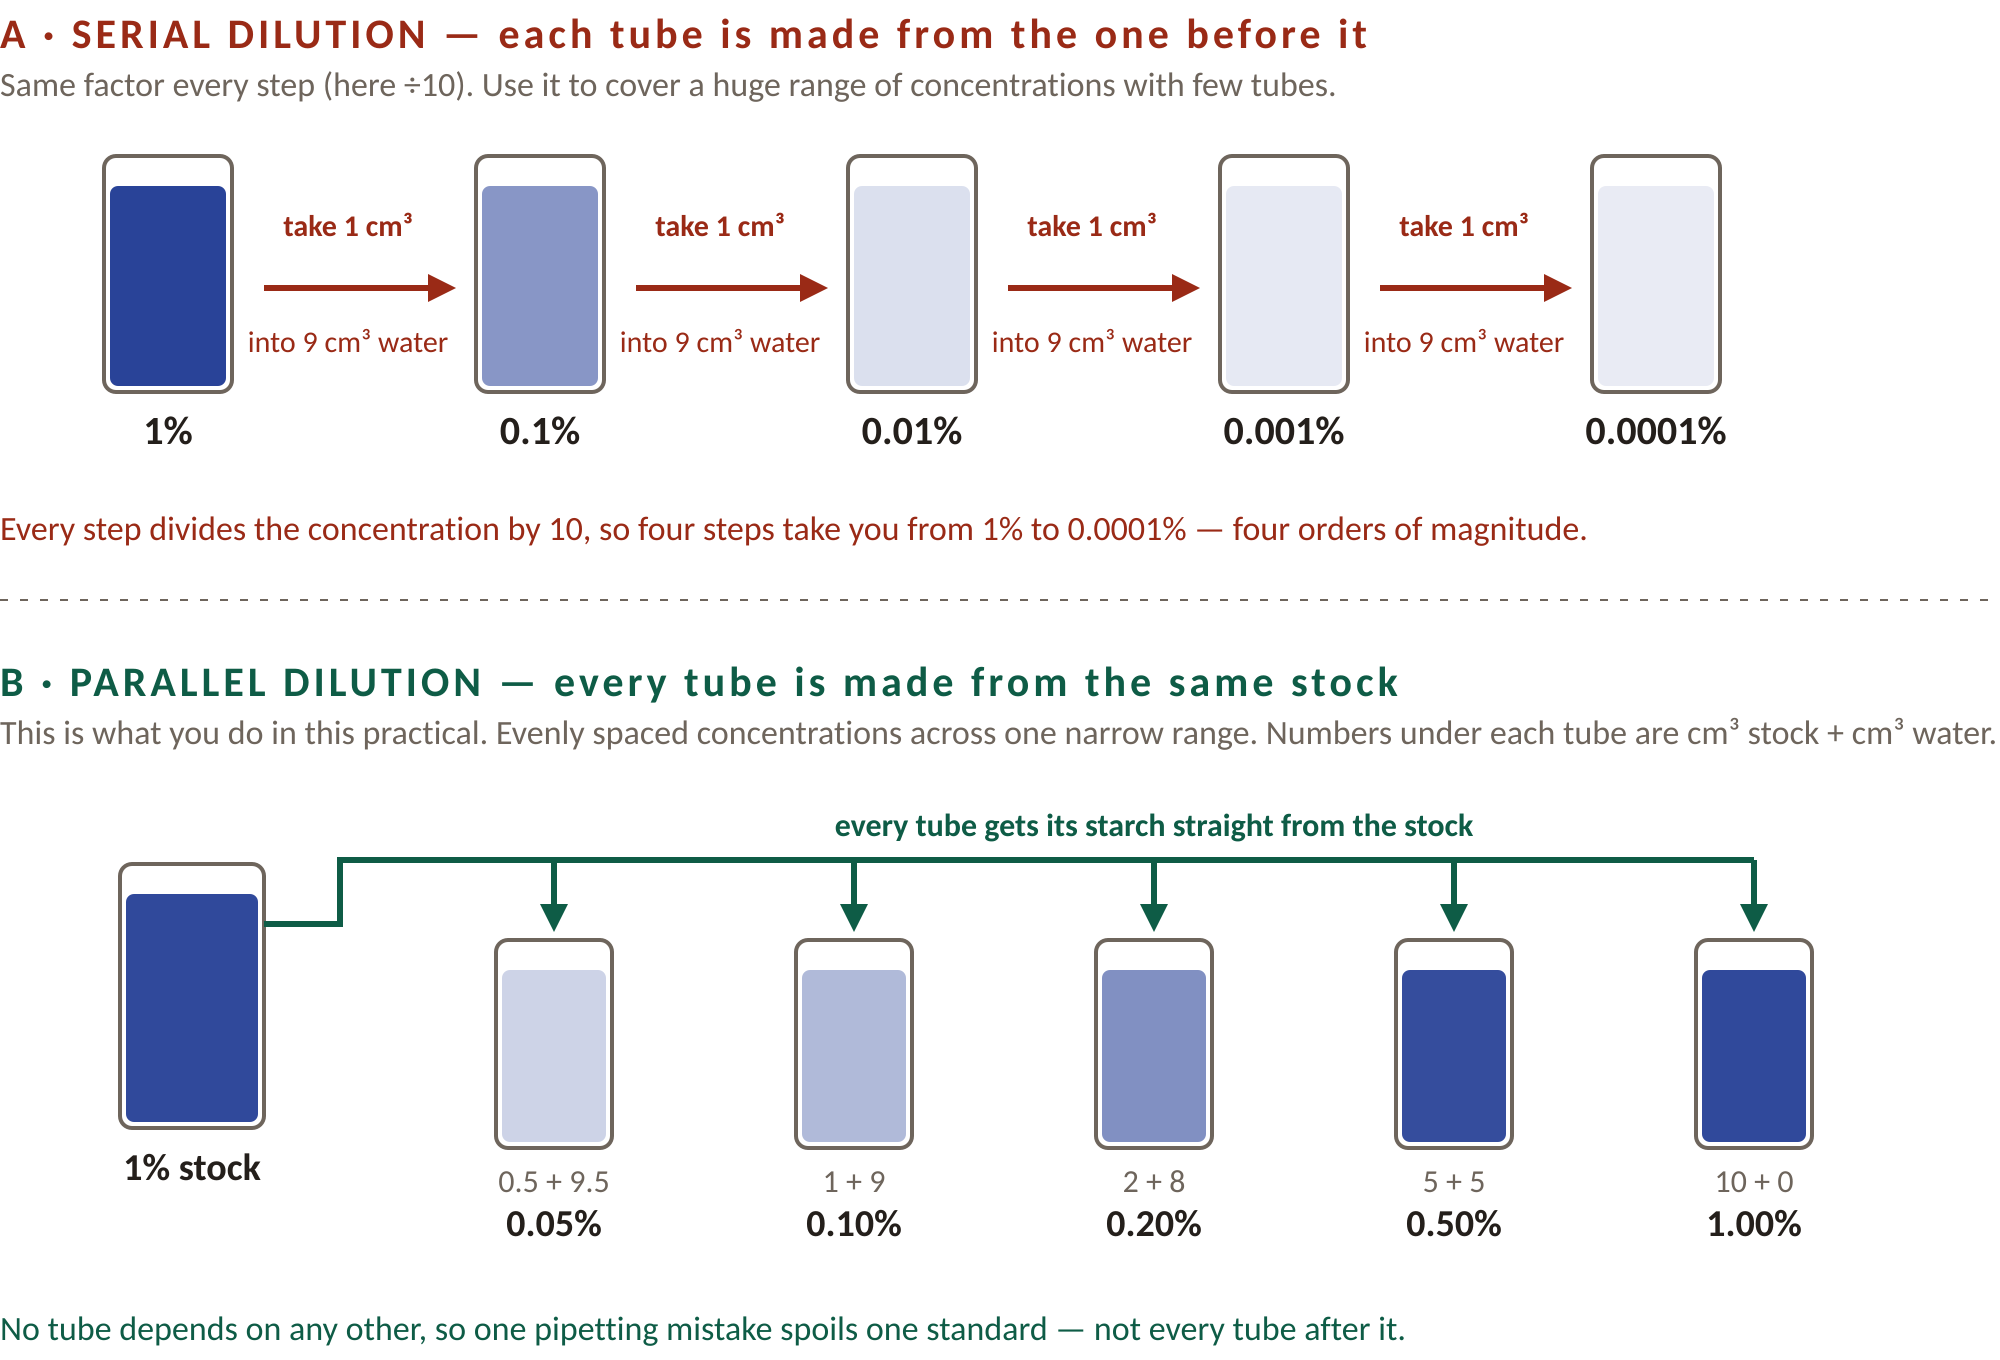 A · SERIAL DILUTION — each tube is made from the one before it
Same factor every step (here ÷10). Use it to cover a huge range of concentrations with few tubes.
take 1 cm³
take 1 cm³
take 1 cm³
take 1 cm³
into 9 cm³ water
into 9 cm³ water
into 9 cm³ water
into 9 cm³ water
1%
0.1%
0.01%
0.001%
0.0001%
Every step divides the concentration by 10, so four steps take you from 1% to 0.0001% — four orders of magnitude.
B · PARALLEL DILUTION — every tube is made from the same stock
This is what you do in this practical. Evenly spaced concentrations across one narrow range. Numbers under each tube are cm³ stock + cm³ water.
every tube gets its starch straight from the stock
1% stock
0.5 + 9.5
0.05%
1 + 9
0.10%
2 + 8
0.20%
5 + 5
0.50%
10 + 0
1.00%
No tube depends on any other, so one pipetting mistake spoils one standard — not every tube after it.